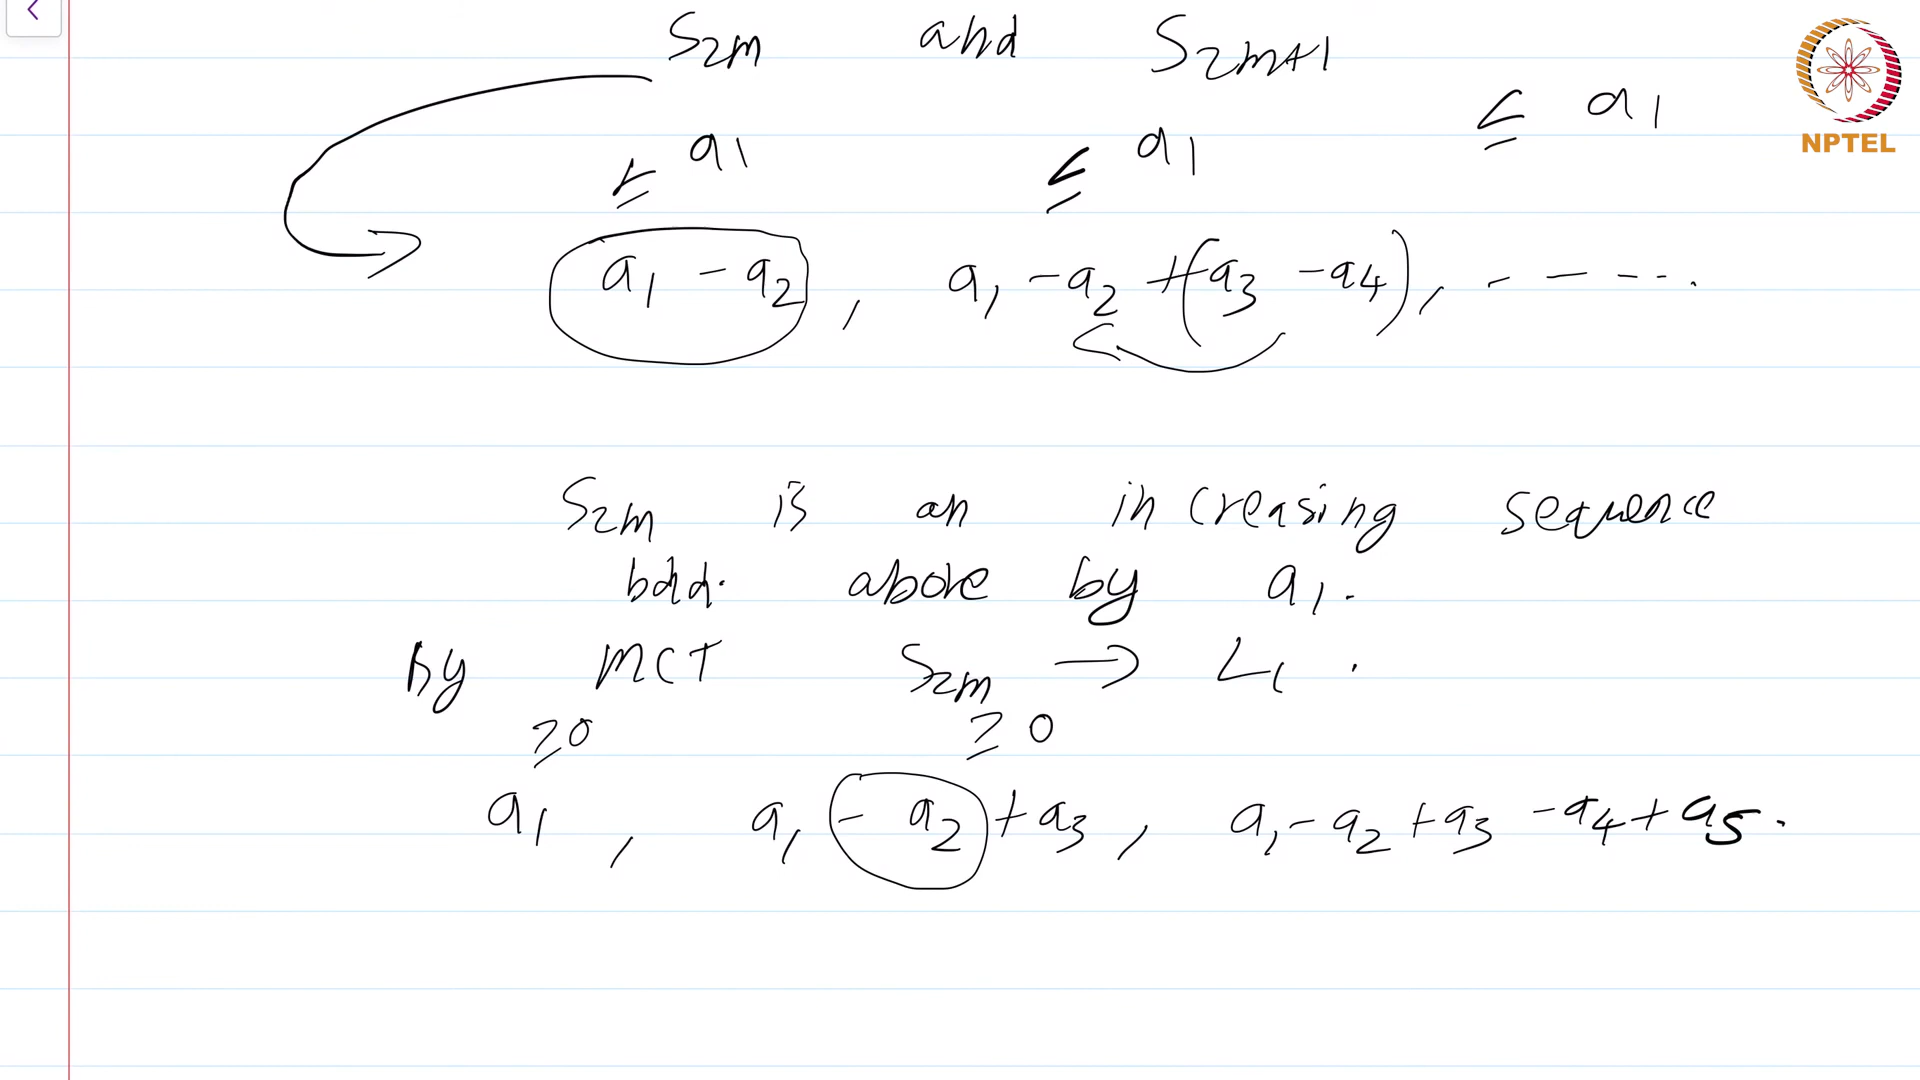 S2m and S2m+1
≤ a1 ≤ a1 ≤ a1
NPTEL
a1 - a2, a1 - a2 + (a3 - a4), - - - - ...
S2m is an increasing sequence
bdd. above by a1.
By MCT S2m → L1.
≥0 ≥ 0
a1, a1 - a2 + a3, a1 - a2 + a3 - a4 + a5.